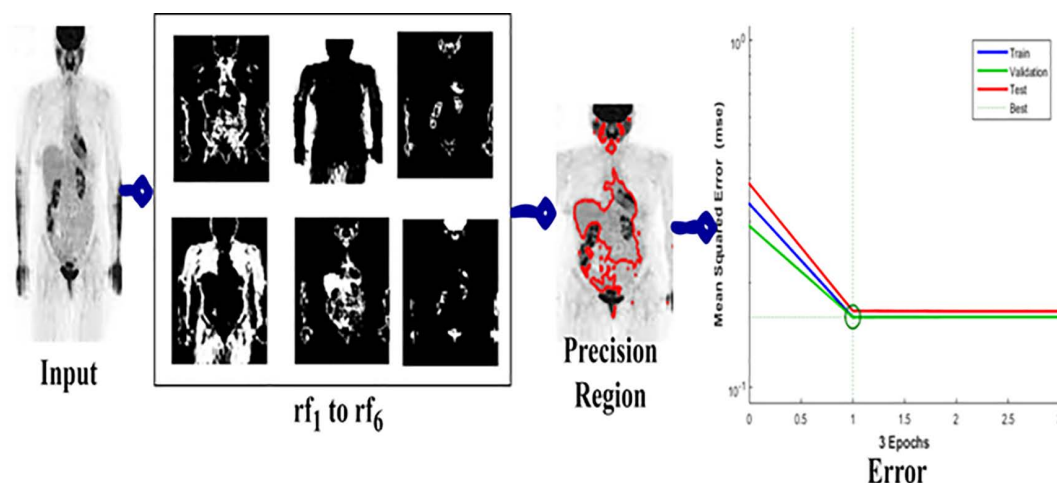 Input
rf1 to rf6
Precision
Region
Mean Squared Error (mse)
10^0
10^-1
Train
Validation
Test
Best
0 0.5 1 1.5 2 2.5
3 Epochs
Error